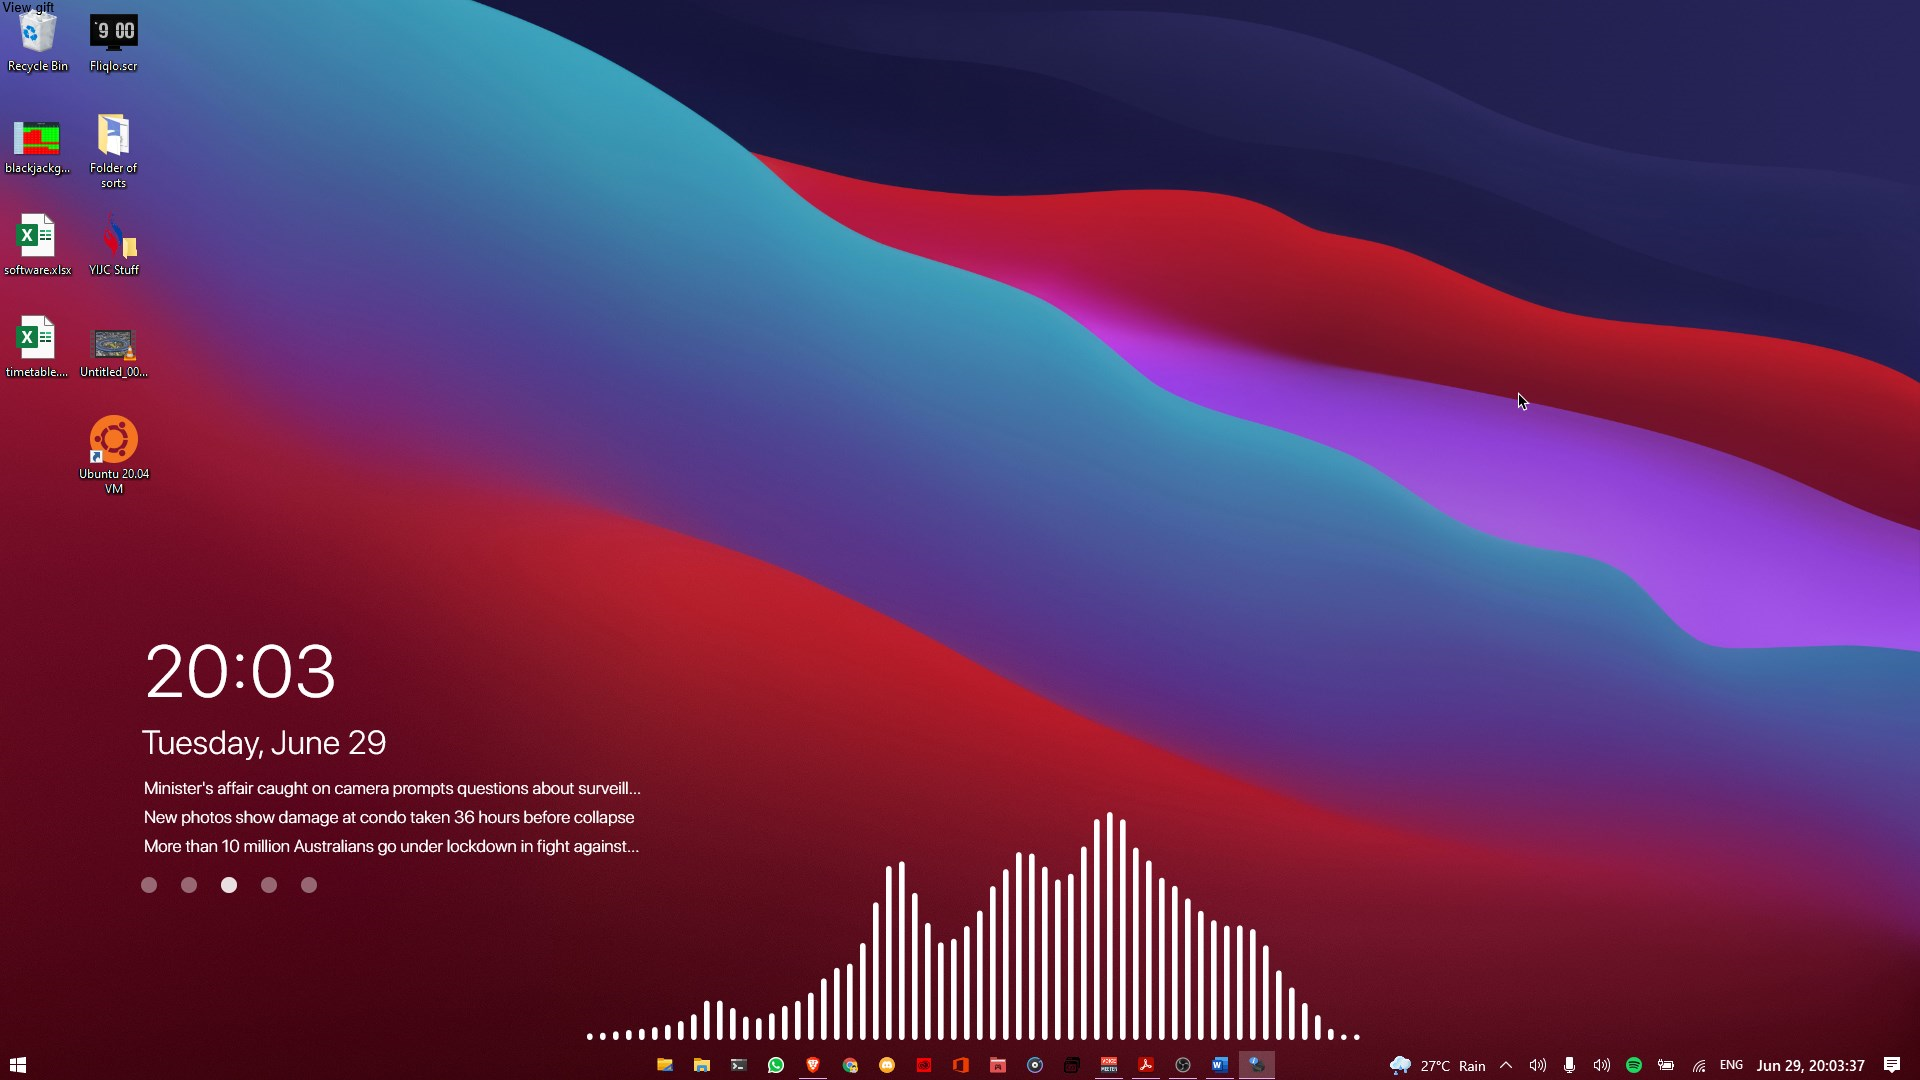 View gift
Recycle Bin
9 00
Fliqlo.scr
blackjackg...
Folder of
sorts
software.xlsx
YIJC Stuff
timetable....
Untitled_00...
Ubuntu 20.04
VM
20:03
Tuesday, June 29
Minister's affair caught on camera prompts questions about surveill...
New photos show damage at condo taken 36 hours before collapse
More than 10 million Australians go under lockdown in fight against...
27°C Rain
ENG
Jun 29, 20:03:37